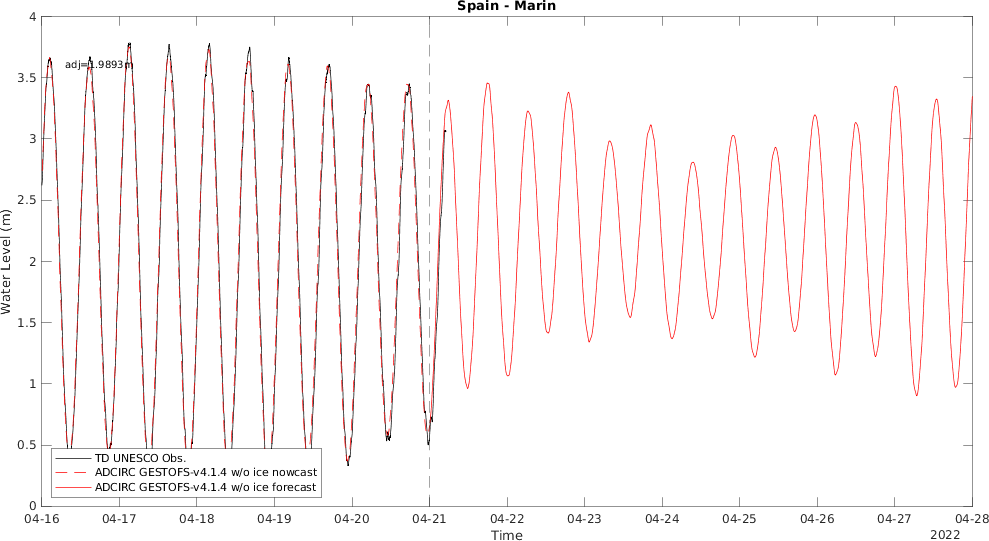 Spain - Marin
adj=1.9893 m
Water Level (m)
4
3.5
3
2.5
2
1.5
1
0.5
0
TD UNESCO Obs.
ADCIRC GESTOFS-v4.1.4 w/o ice nowcast
ADCIRC GESTOFS-v4.1.4 w/o ice forecast
04-16 04-17 04-18 04-19 04-20 04-21 04-22 04-23 04-24 04-25 04-26 04-27 04-28
Time
2022